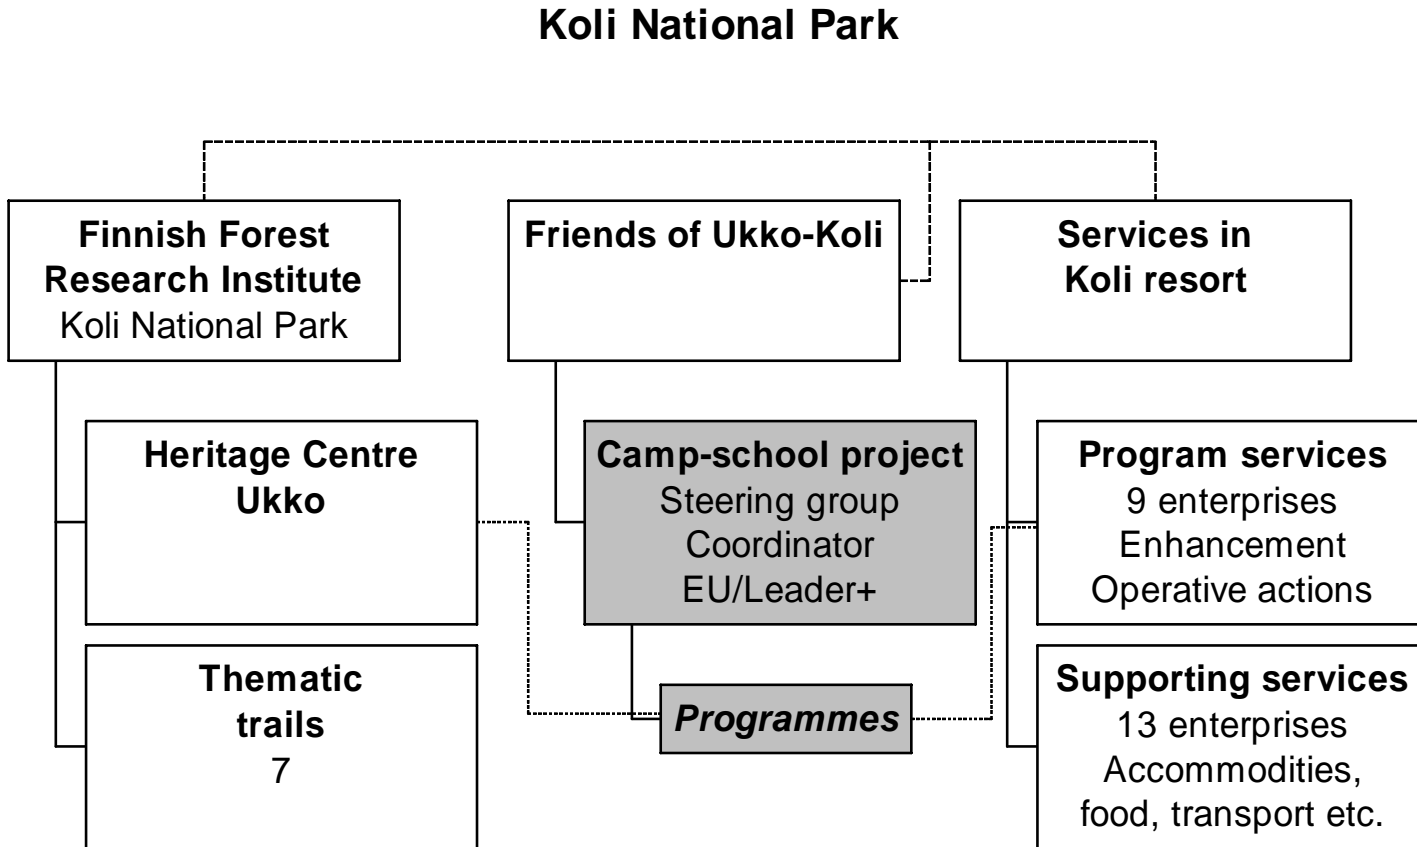 Koli National Park
Finnish Forest
Research Institute
Koli National Park
Friends of Ukko-Koli
Services in
Koli resort
Heritage Centre
Ukko
Camp-school project
Steering group
Coordinator
EU/Leader+
Program services
9 enterprises
Enhancement
Operative actions
Thematic
trails
7
Programmes
Supporting services
13 enterprises
Accommodities,
food, transport etc.